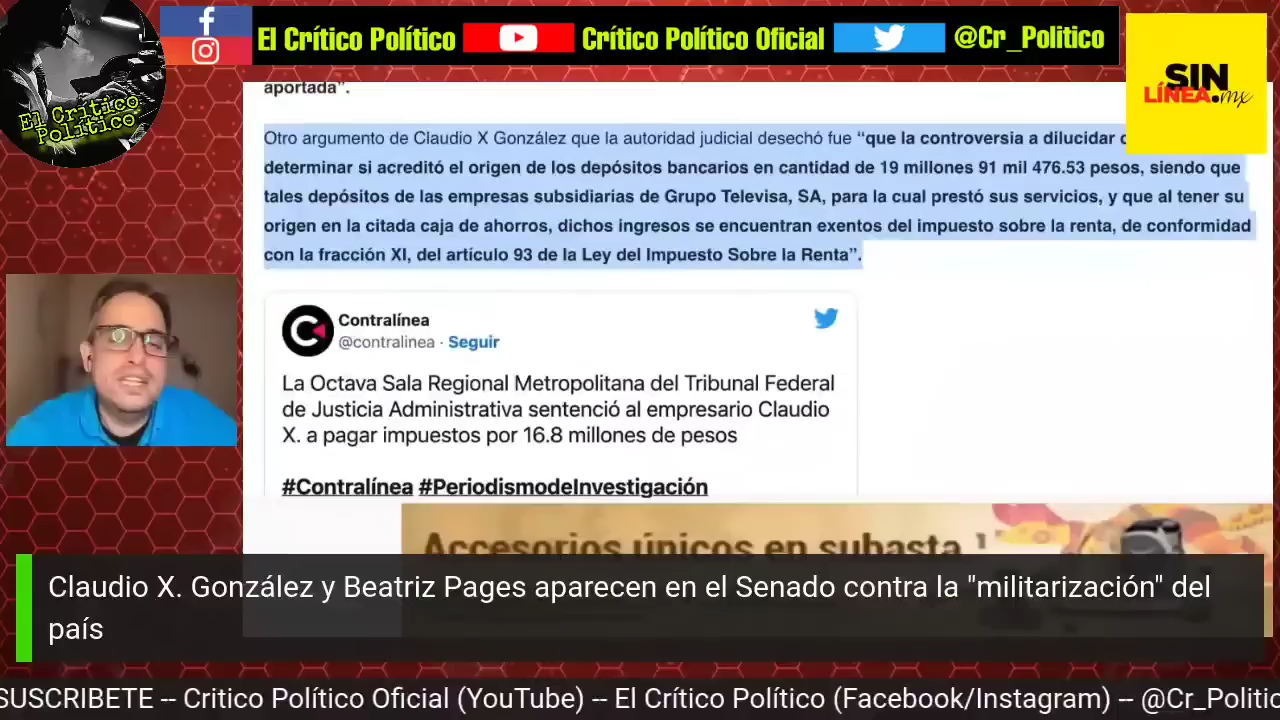 El Crítico Político
Crítico Político Oficial
@Cr_Politico
El Crítico
Político
SIN
LÍNEA.mx
aportada”.
Otro argumento de Claudio X González que la autoridad judicial desechó fue “que la controversia a dilucidar
determinar si acreditó el origen de los depósitos bancarios en cantidad de 19 millones 91 mil 476.53 pesos, siendo que
tales depósitos de las empresas subsidiarías de Grupo Televisa, SA, para la cual prestó sus servicios, y que al tener su
origen en la citada caja de ahorros, dichos ingresos se encuentran exentos del impuesto sobre la renta, de conformidad
con la fracción XI, del artículo 93 de la Ley del Impuesto Sobre la Renta”.
Contralínea
@contralinea · Seguir
La Octava Sala Regional Metropolitana del Tribunal Federal
de Justicia Administrativa sentenció al empresario Claudio
X. a pagar impuestos por 16.8 millones de pesos
#Contralínea #PeriodismodeInvestigación
Accesorios únicos en subasta
Claudio X. González y Beatriz Pages aparecen en el Senado contra la "militarización" del
país
SUSCRIBETE -- Critico Político Oficial (YouTube) -- El Crítico Político (Facebook/Instagram) -- @Cr_Politic